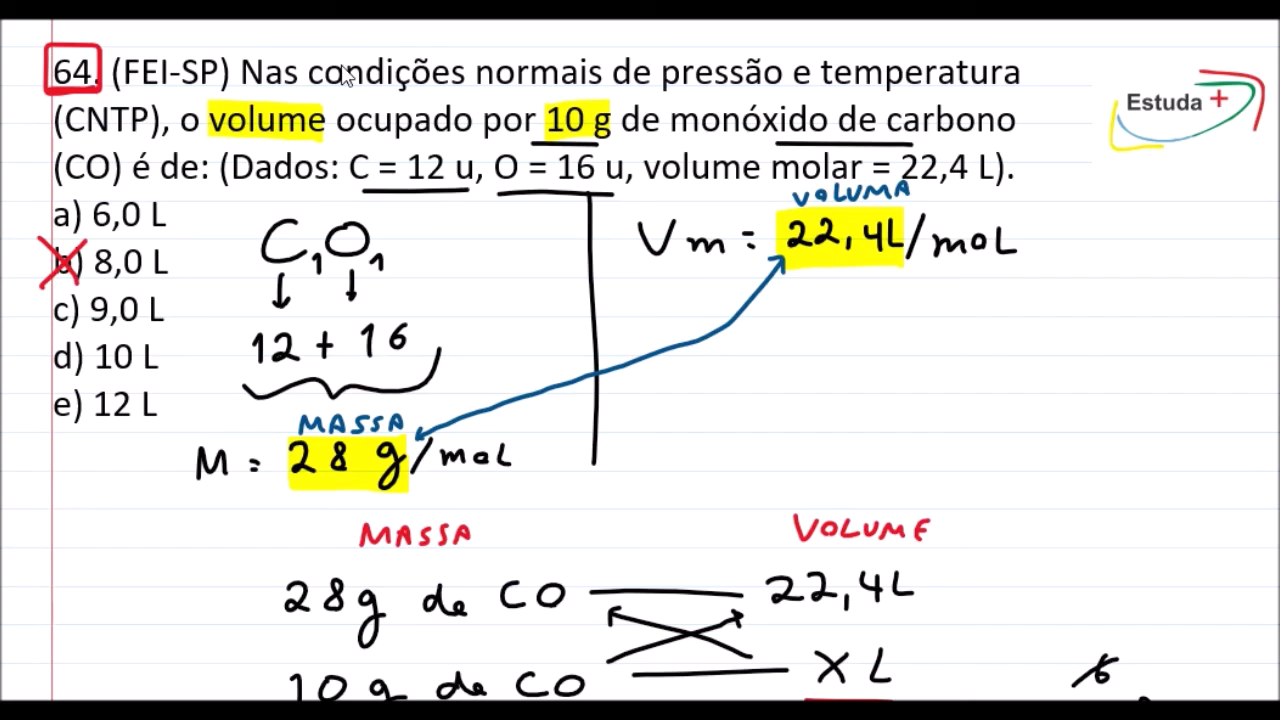 64. (FEI-SP) Nas condições normais de pressão e temperatura
(CNTP), o volume ocupado por 10 g de monóxido de carbono
(CO) é de: (Dados: C = 12 u, O = 16 u, volume molar = 22,4 L).
Estuda +
a) 6,0 L
b) 8,0 L
c) 9,0 L
d) 10 L
e) 12 L
C₁O₁
12 + 16
MASSA
M = 28 g/mol
VOLUMA
Vm = 22,4L/moL
MASSA VOLUME
28g de CO 22,4L
10 g de CO X L